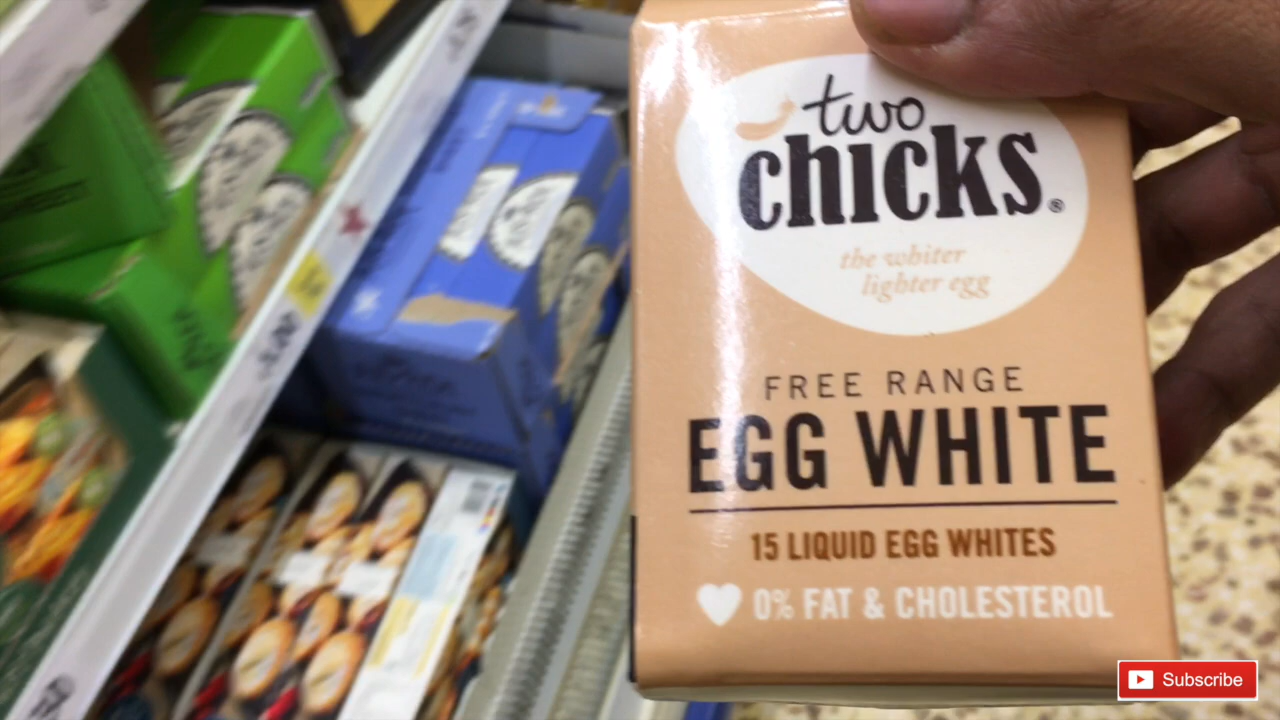 two
chicks®
the whiter
lighter egg
FREE RANGE
EGG WHITE
15 LIQUID EGG WHITES
0% FAT & CHOLESTEROL
Subscribe